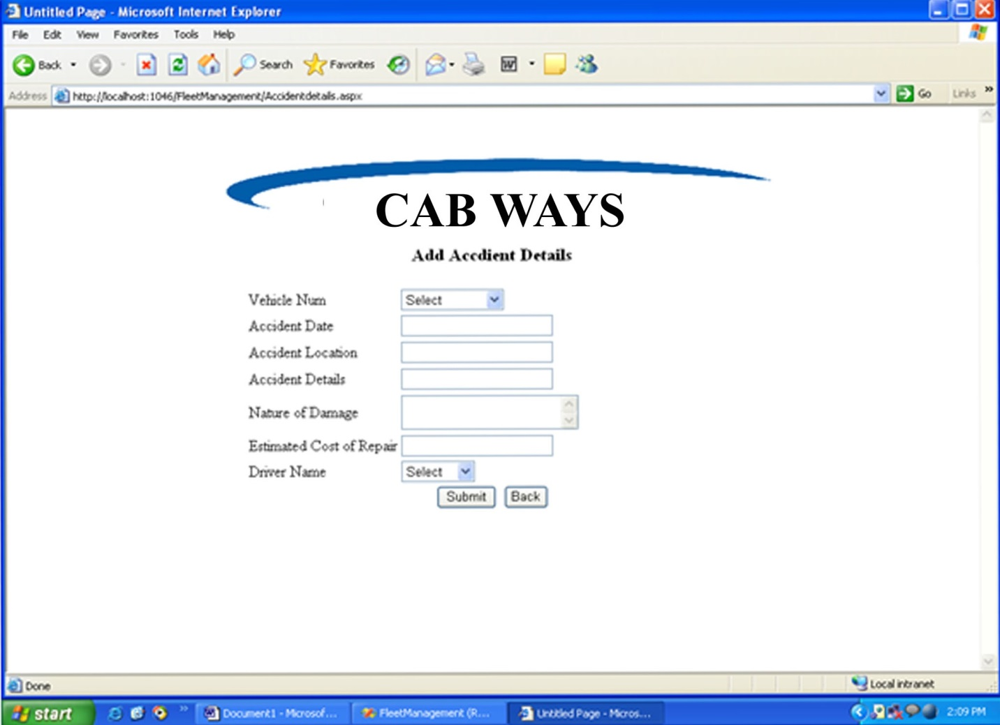 Untitled Page - Microsoft Internet Explorer
File Edit View Favorites Tools Help
Back Search Favorites
Address http://localhost:1046/FleetManagement/Accidentdetails.aspx Go Links »
CAB WAYS
Add Accdient Details
Vehicle Num Select
Accident Date
Accident Location
Accident Details
Nature of Damage
Estimated Cost of Repair
Driver Name Select
Submit Back
Done Local intranet
start » Document1 - Microsof... FleetManagement (R.... Untitled Page - Micros... 2:09 PM